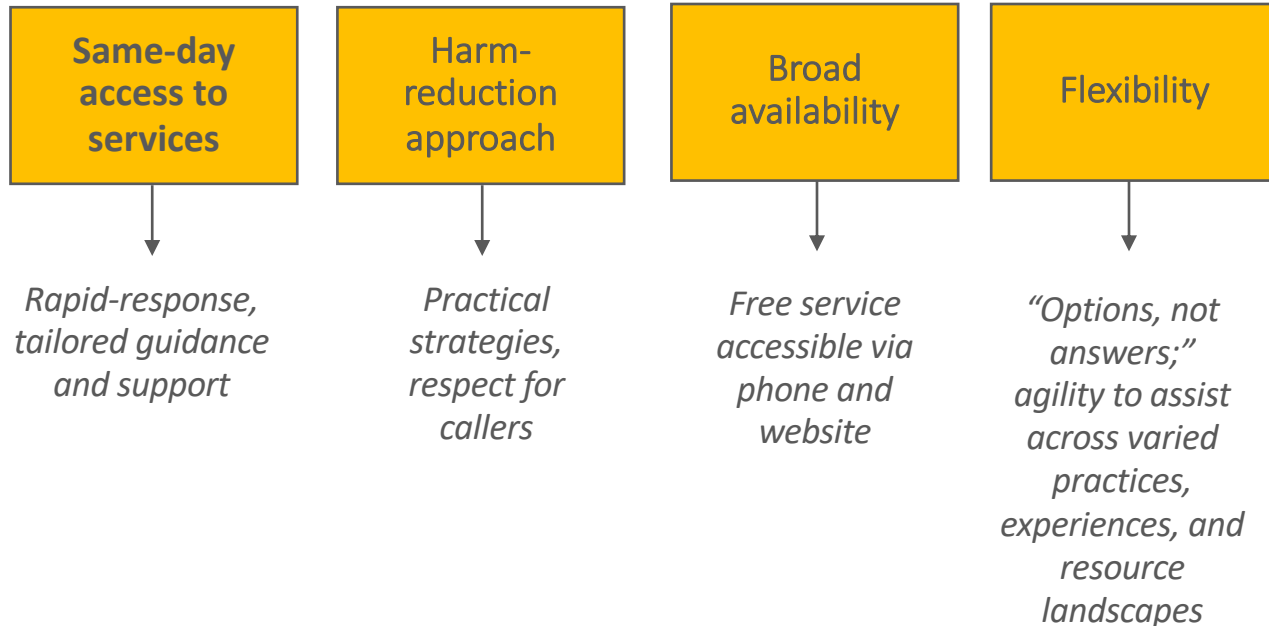 Same-day
access to
services
Rapid-response,
tailored guidance
and support
Harm-
reduction
approach
Practical
strategies,
respect for
callers
Broad
availability
Free service
accessible via
phone and
website
Flexibility
“Options, not
answers;”
agility to assist
across varied
practices,
experiences, and
resource
landscapes